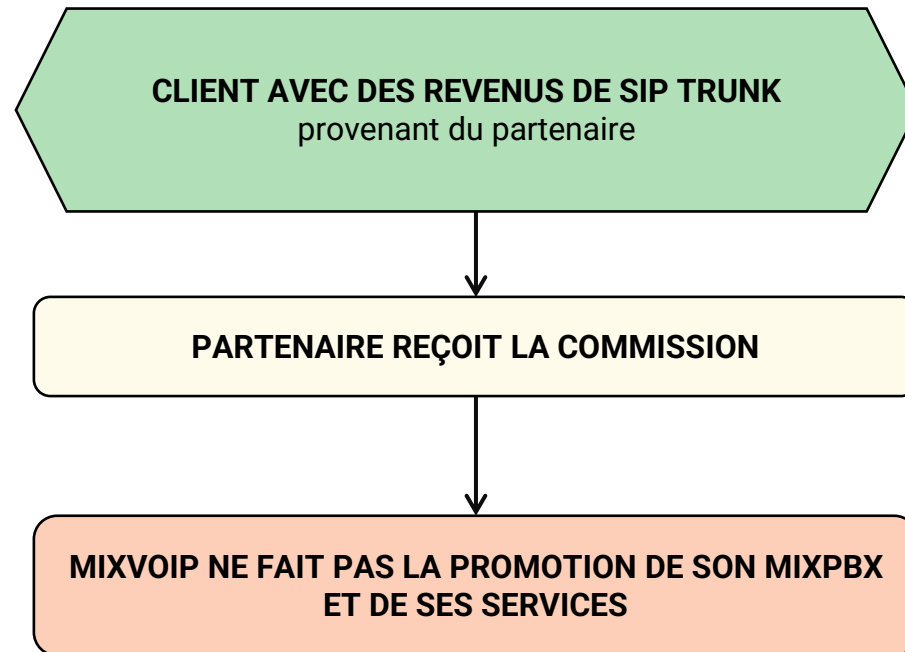 CLIENT AVEC DES REVENUS DE SIP TRUNK
provenant du partenaire
PARTENAIRE REÇOIT LA COMMISSION
MIXVOIP NE FAIT PAS LA PROMOTION DE SON MIXPBX
ET DE SES SERVICES